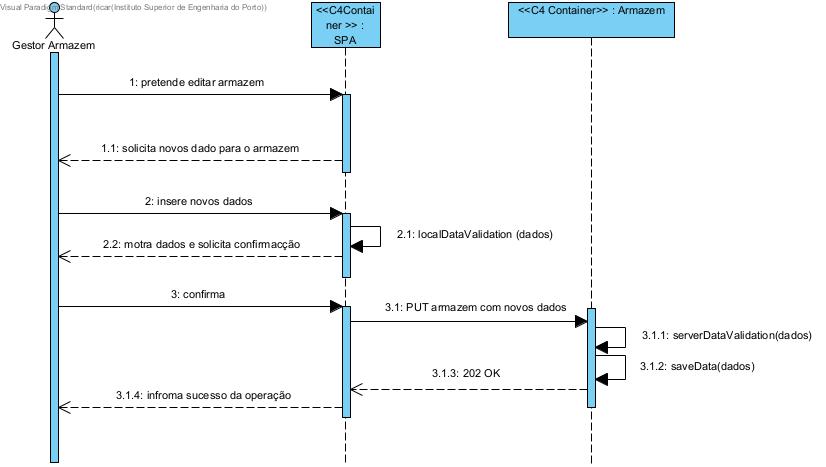 Visual Paradigm Standard(ricar(Instituto Superior de Engenharia do Porto))
<<C4Contai
ner >> :
SPA
<<C4 Container>> : Armazem
Gestor Armazem
1: pretende editar armazem
1.1: solicita novos dado para o armazem
2: insere novos dados
2.1: localDataValidation (dados)
2.2: motra dados e solicita confirmacção
3: confirma
3.1: PUT armazem com novos dados
3.1.1: serverDataValidation(dados)
3.1.2: saveData(dados)
3.1.3: 202 OK
3.1.4: infroma sucesso da operação